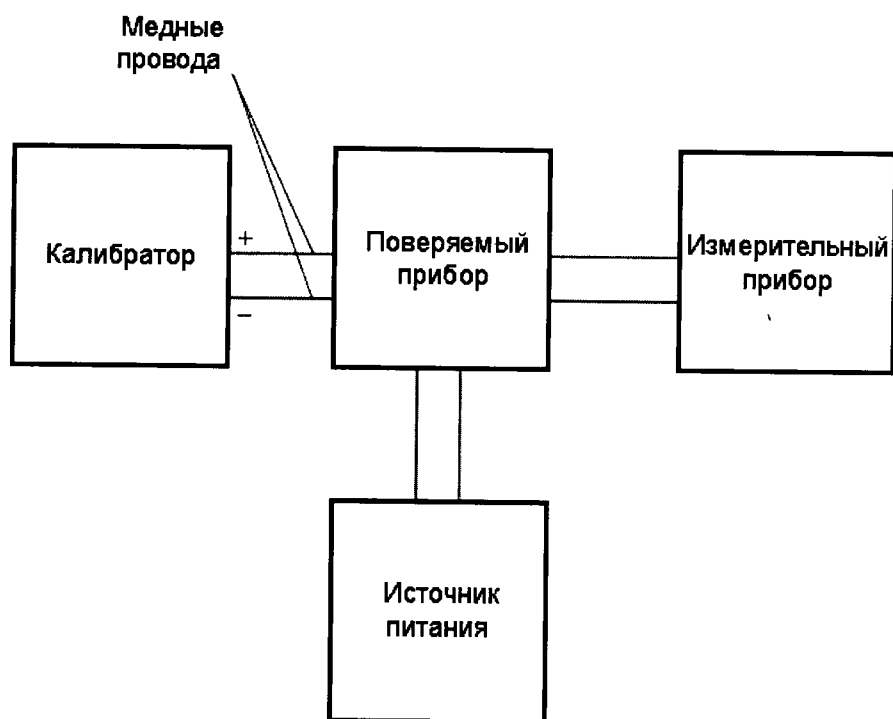 Медные
провода
Калибратор
+
−
Поверяемый
прибор
Измерительный
прибор
Источник
питания